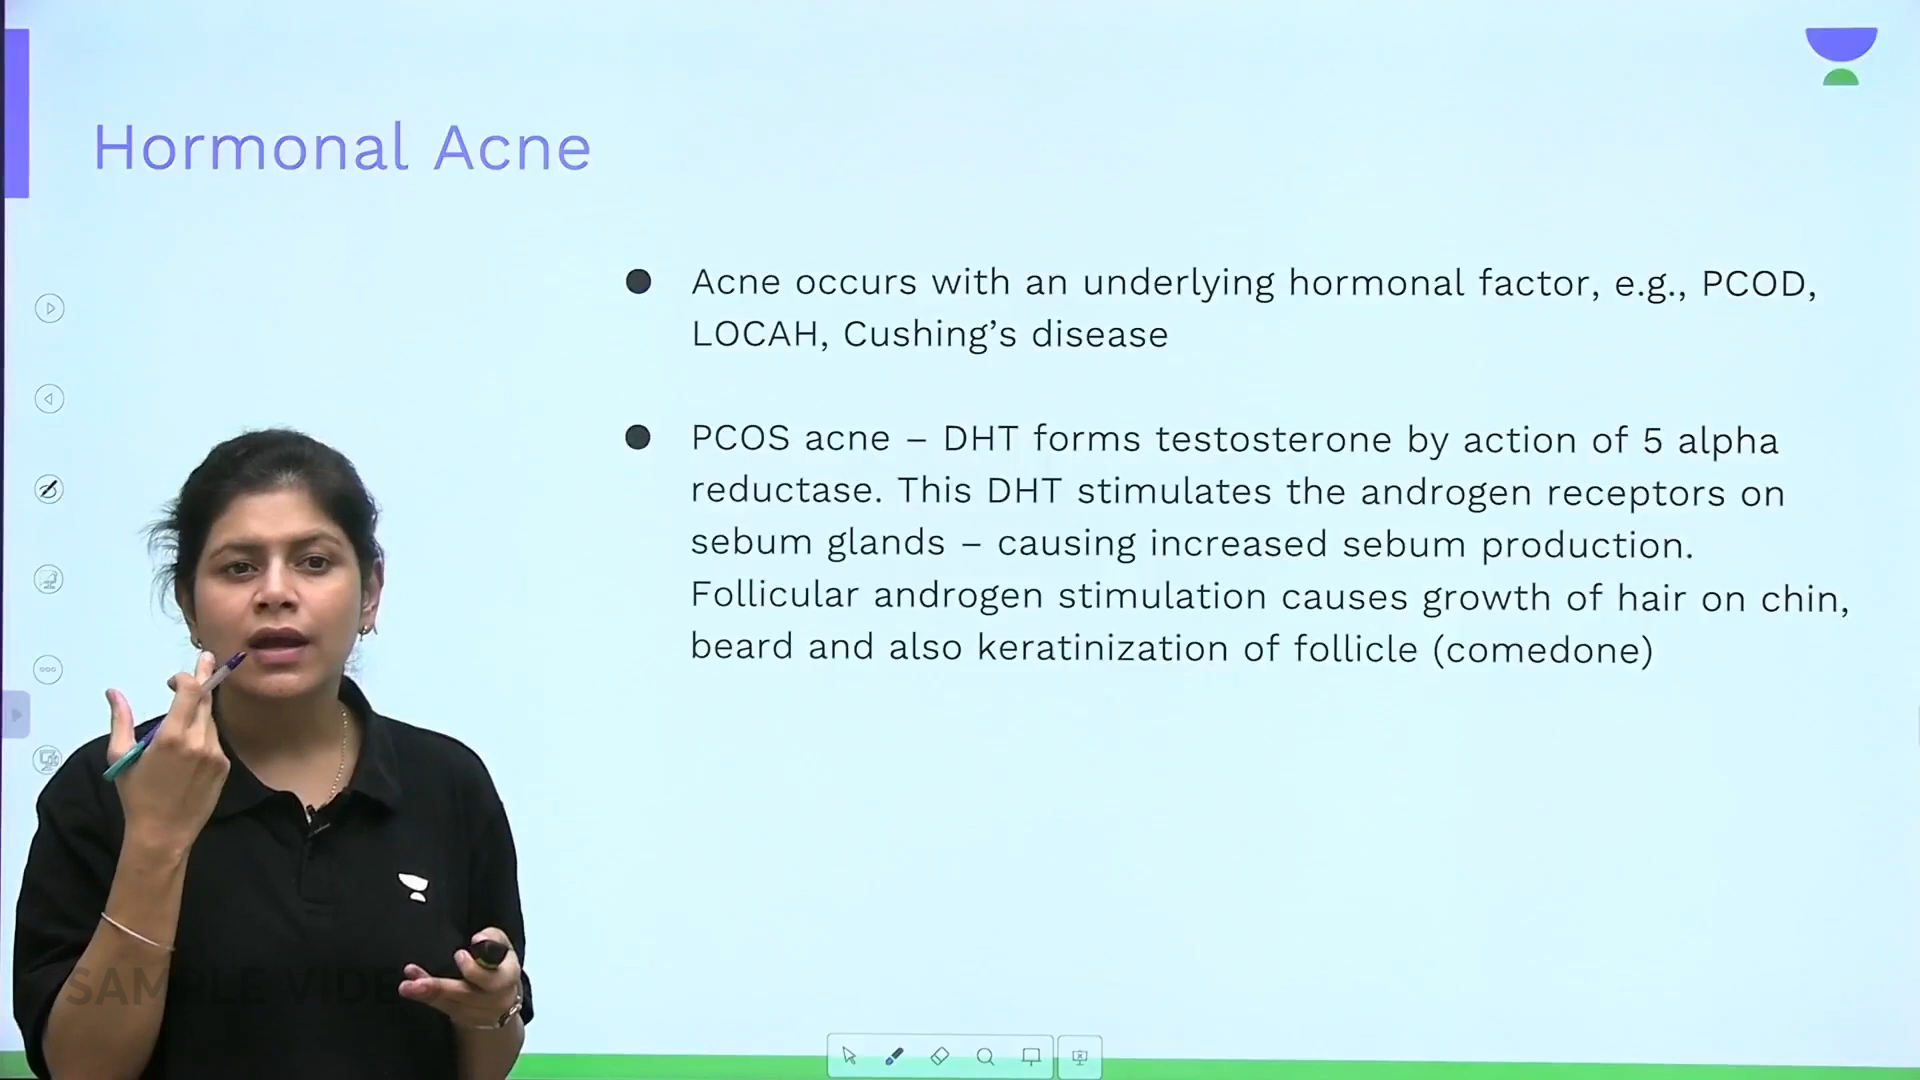 Hormonal Acne
● Acne occurs with an underlying hormonal factor, e.g., PCOD,
LOCAH, Cushing’s disease
● PCOS acne – DHT forms testosterone by action of 5 alpha
reductase. This DHT stimulates the androgen receptors on
sebum glands – causing increased sebum production.
Follicular androgen stimulation causes growth of hair on chin,
beard and also keratinization of follicle (comedone)
SAMPLE VIDE